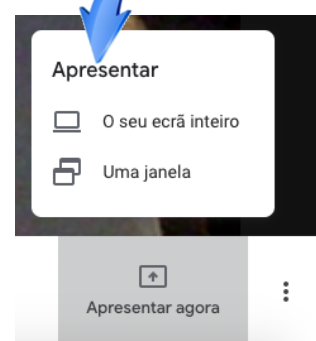 Apresentar
O seu ecrã inteiro
Uma janela
Apresentar agora